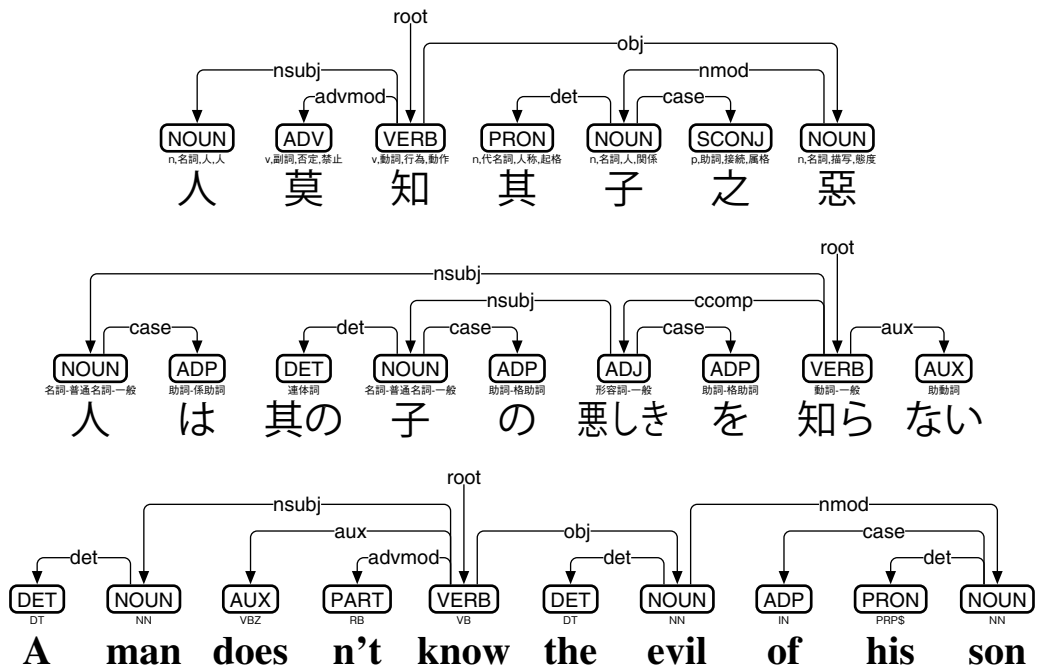 root
obj
nsubj nmod
advmod det case
NOUN ADV VERB PRON NOUN SCONJ NOUN
n,名詞,人,人 v,副詞,否定,禁止 v,動詞,行為,動作 n,代名詞,人称,起格 n,名詞,人,関係 p,助詞,接続,属格 n,名詞,描写,態度
人 莫 知 其 子 之 惡
root
nsubj
nsubj ccomp
case det case case aux
NOUN ADP DET NOUN ADP ADJ ADP VERB AUX
名詞-普通名詞-一般 助詞-係助詞 連体詞 名詞-普通名詞-一般 助詞-格助詞 形容詞-一般 助詞-格助詞 動詞-一般 助動詞
人 は 其の 子 の 悪しき を 知ら ない
root
nsubj nmod
aux obj case
det advmod det det
DET NOUN AUX PART VERB DET NOUN ADP PRON NOUN
DT NN VBZ RB VB DT NN IN PRP$ NN
A man does n’t know the evil of his son